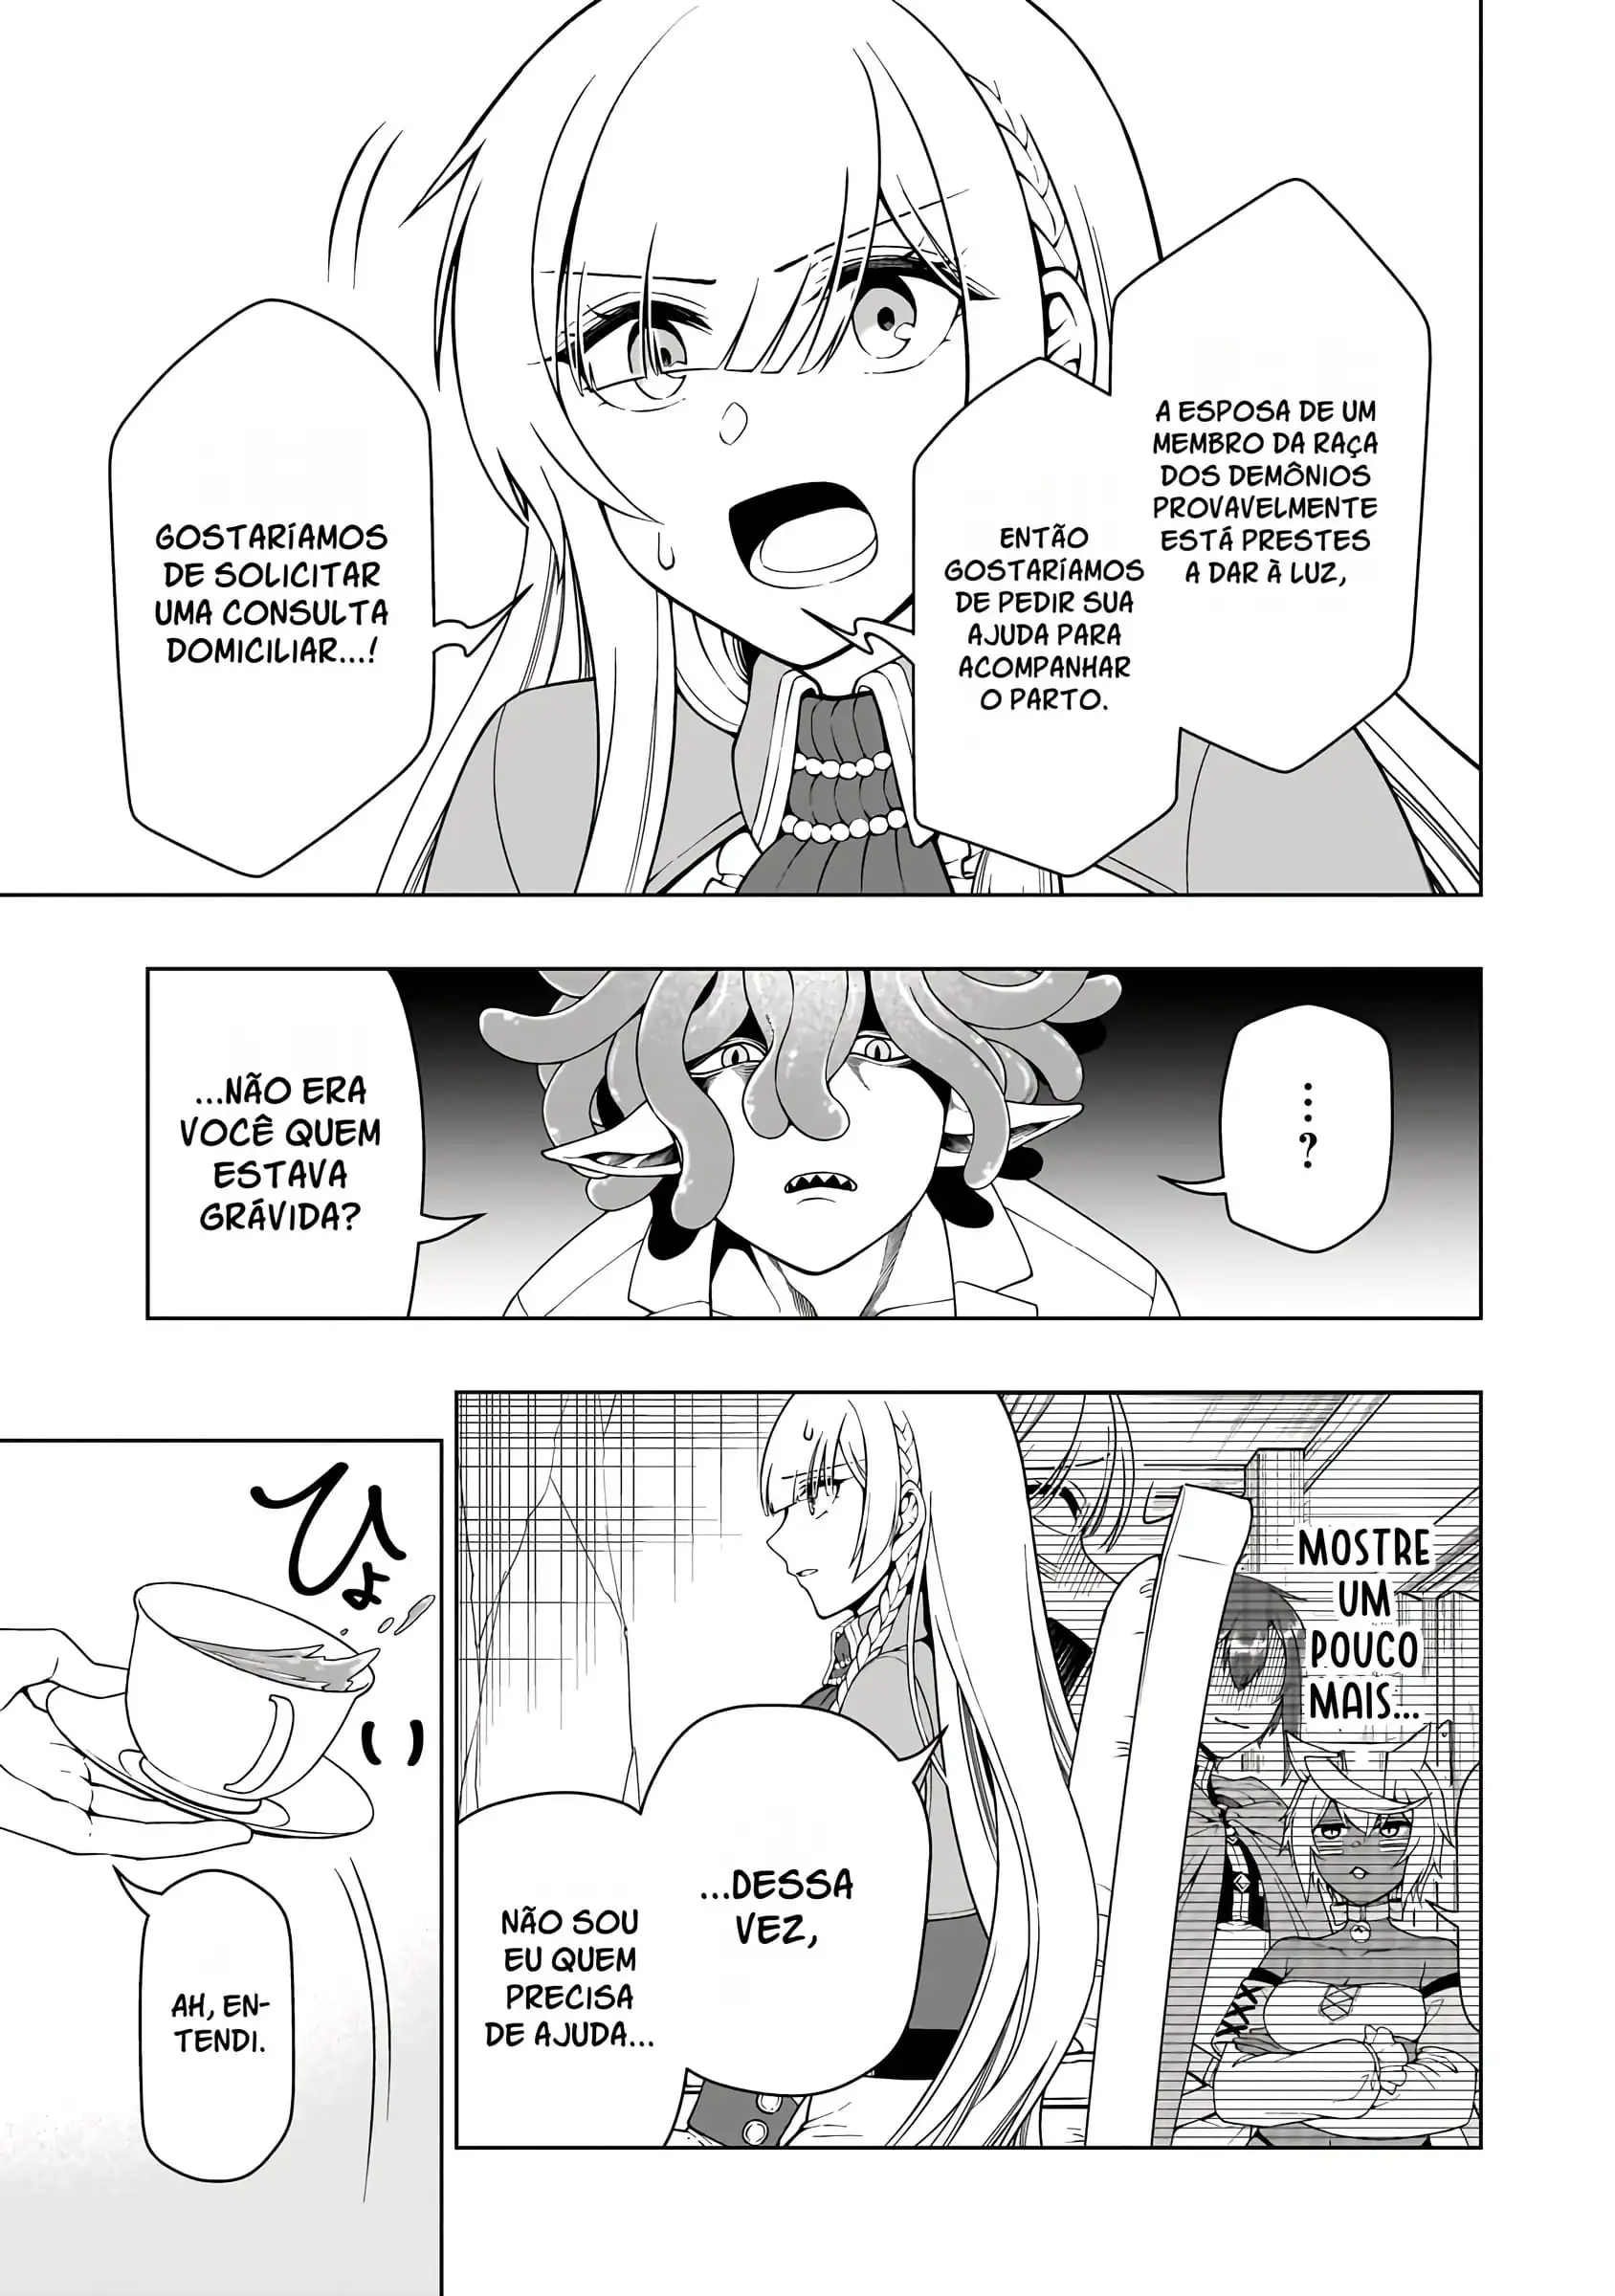 A ESPOSA DE UM
MEMBRO DA RAÇA
DOS DEMÔNIOS
PROVAVELMENTE
ESTÁ PRESTES
A DAR À LUZ,
ENTÃO
GOSTARÍAMOS
DE PEDIR SUA
AJUDA PARA
ACOMPANHAR
O PARTO.
GOSTARÍAMOS
DE SOLICITAR
UMA CONSULTA
DOMICILIAR...!
...?
...NÃO ERA
VOCÊ QUEM
ESTAVA
GRÁVIDA?
MOSTRE
UM
POUCO
MAIS...
...DESSA
VEZ,
NÃO SOU
EU QUEM
PRECISA
DE AJUDA...
ひょい
AH, EN-
TENDI.